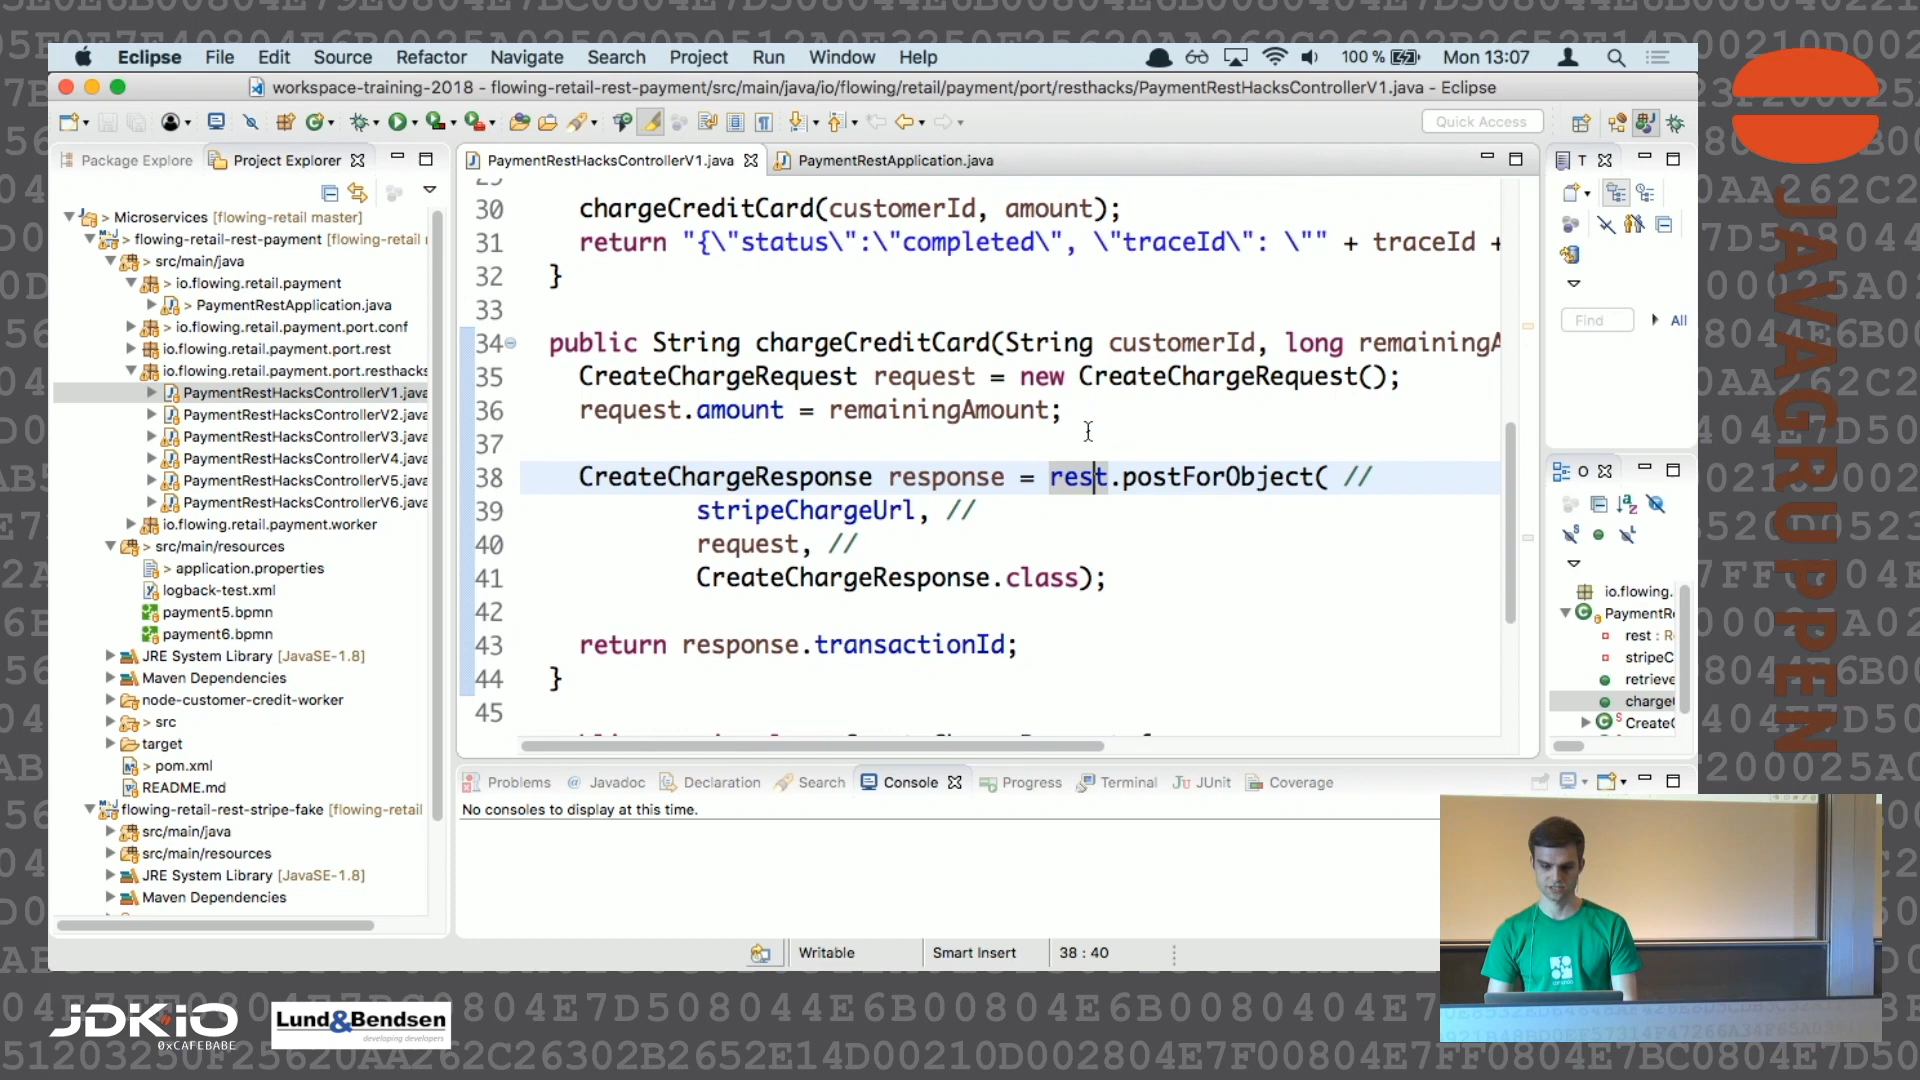 Eclipse File Edit Source Refactor Navigate Search Project Run Window Help 100 % Mon 13:07
workspace-training-2018 - flowing-retail-rest-payment/src/main/java/io/flowing/retail/payment/port/resthacks/PaymentRestHacksControllerV1.java - Eclipse
Quick Access
Package Explorer Project Explorer
> Microservices [flowing-retail master]
> flowing-retail-rest-payment [flowing-retail
> src/main/java
> io.flowing.retail.payment
> PaymentRestApplication.java
> io.flowing.retail.payment.port.conf
io.flowing.retail.payment.port.rest
> io.flowing.retail.payment.port.resthacks
PaymentRestHacksControllerV1.java
PaymentRestHacksControllerV2.java
PaymentRestHacksControllerV3.java
PaymentRestHacksControllerV4.java
PaymentRestHacksControllerV5.java
PaymentRestHacksControllerV6.java
io.flowing.retail.payment.worker
> src/main/resources
> application.properties
logback-test.xml
payment5.bpmn
payment6.bpmn
JRE System Library [JavaSE-1.8]
Maven Dependencies
node-customer-credit-worker
> src
target
> pom.xml
README.md
flowing-retail-rest-stripe-fake [flowing-retail
src/main/java
src/main/resources
JRE System Library [JavaSE-1.8]
Maven Dependencies
PaymentRestHacksControllerV1.java PaymentRestApplication.java
30 chargeCreditCard(customerId, amount);
31 return "{\"status\":\"completed\", \"traceId\": \"" + traceId +
32 }
33
34 public String chargeCreditCard(String customerId, long remainingA
35 CreateChargeRequest request = new CreateChargeRequest();
36 request.amount = remainingAmount;
37
38 CreateChargeResponse response = rest.postForObject( //
39 stripeChargeUrl, //
40 request, //
41 CreateChargeResponse.class);
42
43 return response.transactionId;
44 }
45
T
Find All
O
io.flowing.
PaymentR
rest : R
stripeC
retrieve
charge
Create
Problems @ Javadoc Declaration Search Console Progress Terminal JUnit Coverage
No consoles to display at this time.
Writable Smart Insert 38 : 40
JAVAGRUPPEN
JDK.IO
0xCAFEBABE
Lund&Bendsen
developing developers